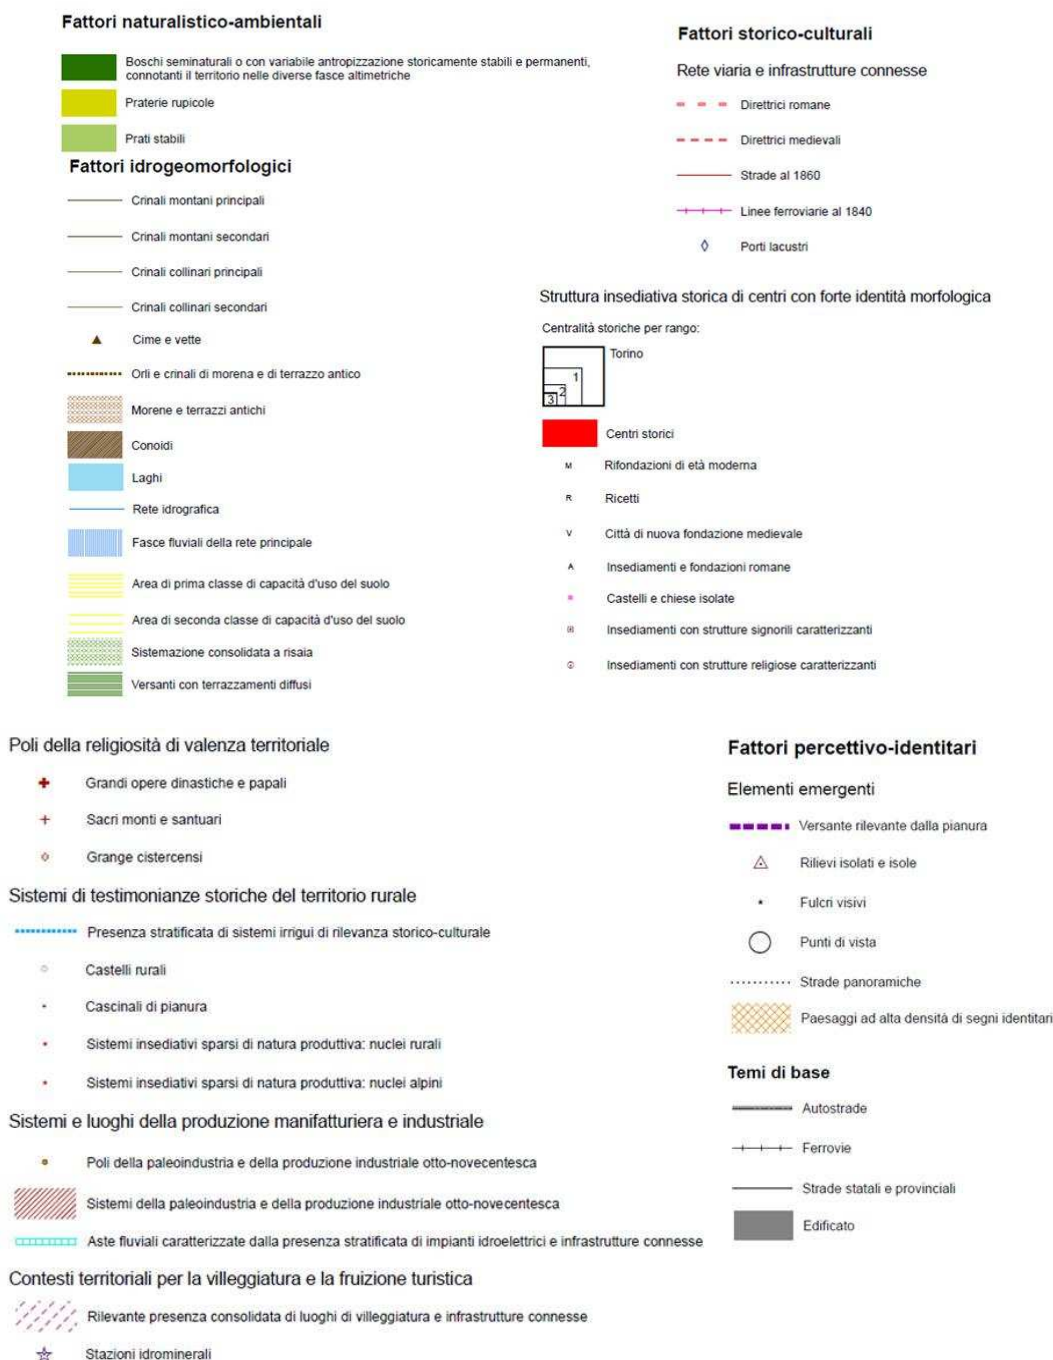 Fattori naturalistico-ambientali
Boschi seminaturali o con variabile antropizzazione storicamente stabili e permanenti,
connotanti il territorio nelle diverse fasce altimetriche
Praterie rupicole
Prati stabili
Fattori idrogeomorfologici
Crinali montani principali
Crinali montani secondari
Crinali collinari principali
Crinali collinari secondari
Cime e vette
Orli e crinali di morena e di terrazzo antico
Morene e terrazzi antichi
Conoidi
Laghi
Rete idrografica
Fasce fluviali della rete principale
Area di prima classe di capacità d'uso del suolo
Area di seconda classe di capacità d'uso del suolo
Sistemazione consolidata a risaia
Versanti con terrazzamenti diffusi
Fattori storico-culturali
Rete viaria e infrastrutture connesse
Direttrici romane
Direttrici medievali
Strade al 1860
Linee ferroviarie al 1840
Porti lacustri
Struttura insediativa storica di centri con forte identità morfologica
Centralità storiche per rango:
Torino
1
2
3
Centri storici
M Rifondazioni di età moderna
R Ricetti
V Città di nuova fondazione medievale
A Insediamenti e fondazioni romane
Castelli e chiese isolate
Insediamenti con strutture signorili caratterizzanti
Insediamenti con strutture religiose caratterizzanti
Poli della religiosità di valenza territoriale
Grandi opere dinastiche e papali
Sacri monti e santuari
Grange cistercensi
Sistemi di testimonianze storiche del territorio rurale
Presenza stratificata di sistemi irrigui di rilevanza storico-culturale
Castelli rurali
Cascinali di pianura
Sistemi insediativi sparsi di natura produttiva: nuclei rurali
Sistemi insediativi sparsi di natura produttiva: nuclei alpini
Sistemi e luoghi della produzione manifatturiera e industriale
Poli della paleoindustria e della produzione industriale otto-novecentesca
Sistemi della paleoindustria e della produzione industriale otto-novecentesca
Aste fluviali caratterizzate dalla presenza stratificata di impianti idroelettrici e infrastrutture connesse
Contesti territoriali per la villeggiatura e la fruizione turistica
Rilevante presenza consolidata di luoghi di villeggiatura e infrastrutture connesse
Stazioni idrominerali
Fattori percettivo-identitari
Elementi emergenti
Versante rilevante dalla pianura
Rilievi isolati e isole
Fulcri visivi
Punti di vista
Strade panoramiche
Paesaggi ad alta densità di segni identitari
Temi di base
Autostrade
Ferrovie
Strade statali e provinciali
Edificato